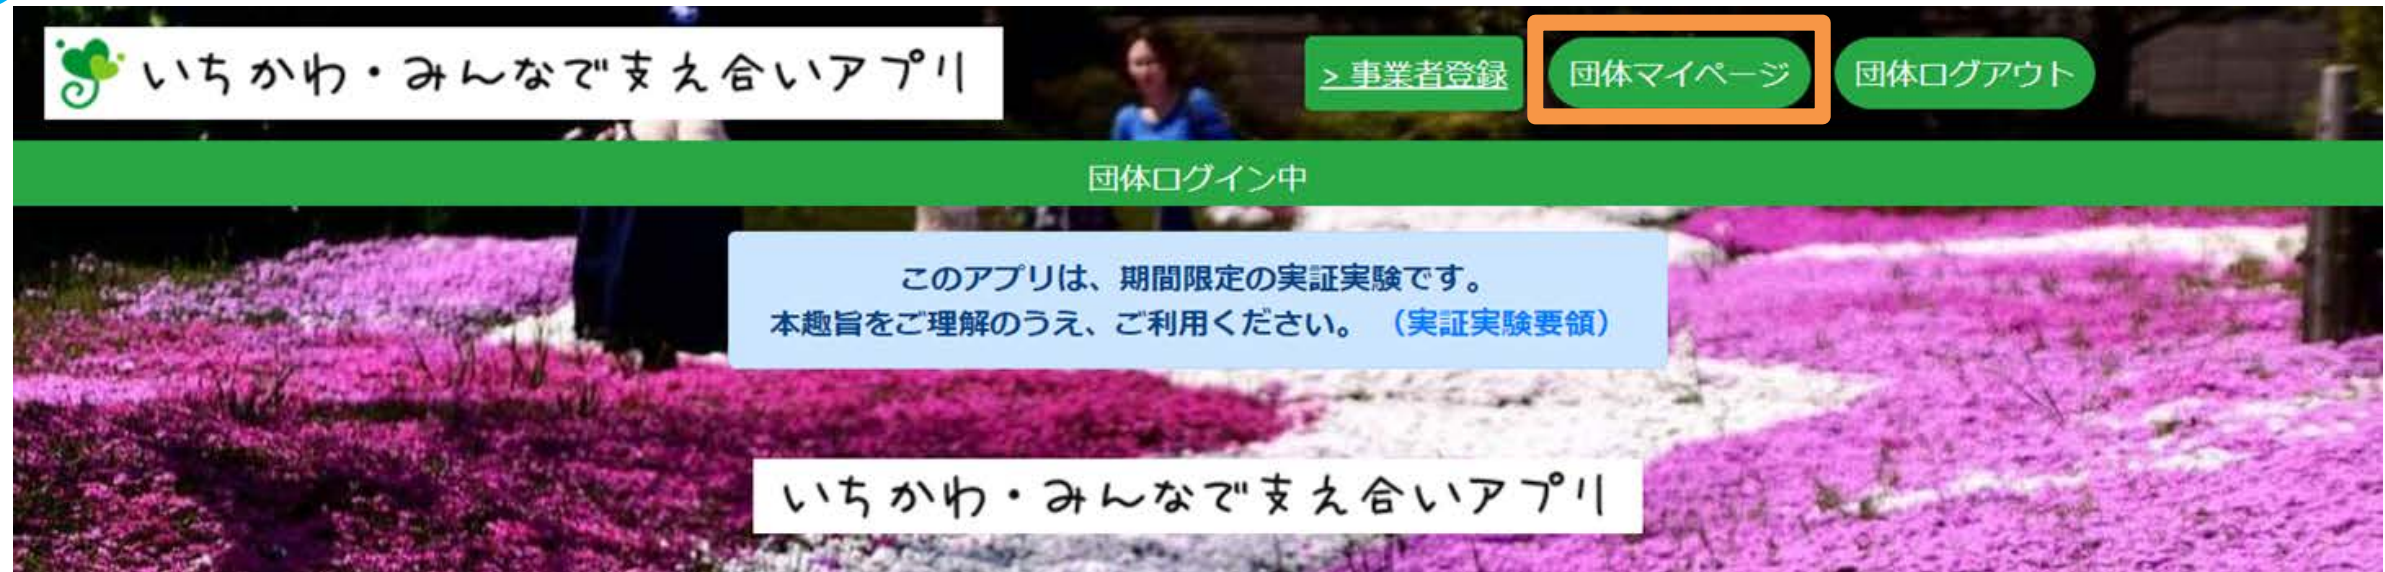 いちかわ・みんなで支え合いアプリ
> 事業者登録
団体マイページ
団体ログアウト
団体ログイン中
このアプリは、期間限定の実証実験です。
本趣旨をご理解のうえ、ご利用ください。 （実証実験要領）
いちかわ・みんなで支え合いアプリ